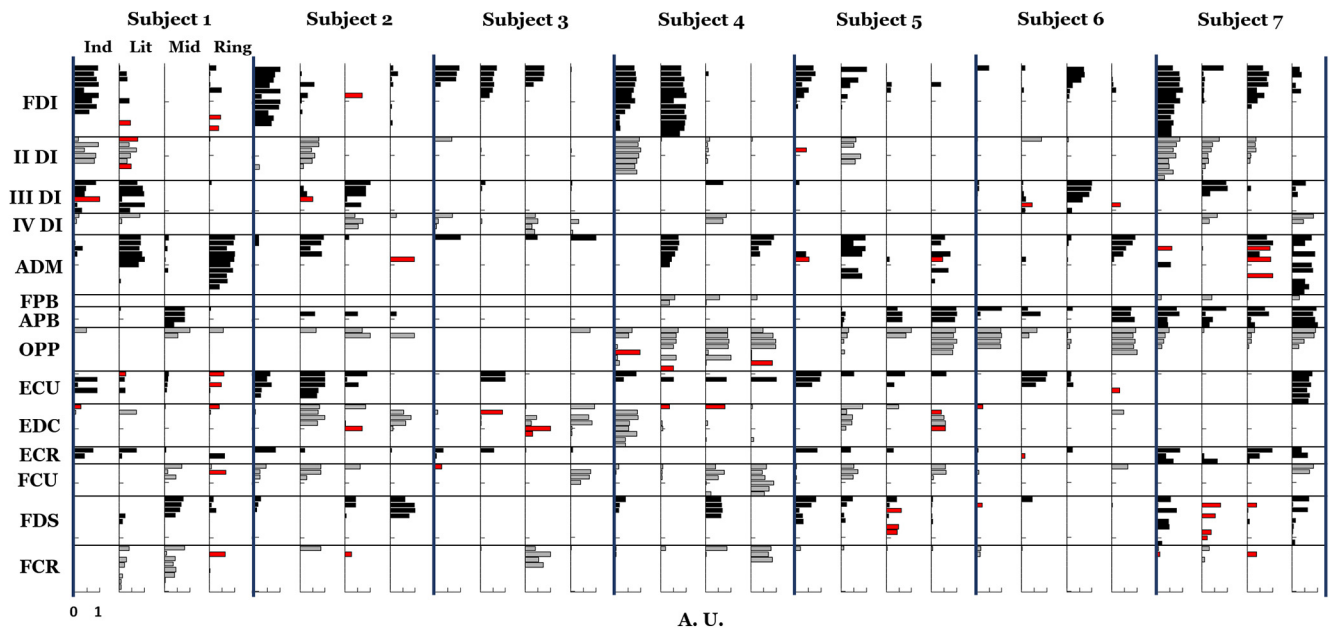 Subject 1 Subject 2 Subject 3 Subject 4 Subject 5 Subject 6 Subject 7
Ind Lit Mid Ring
FDI
II DI
III DI
IV DI
ADM
FPB
APB
OPP
ECU
EDC
ECR
FCU
FDS
FCR
0 1
A. U.